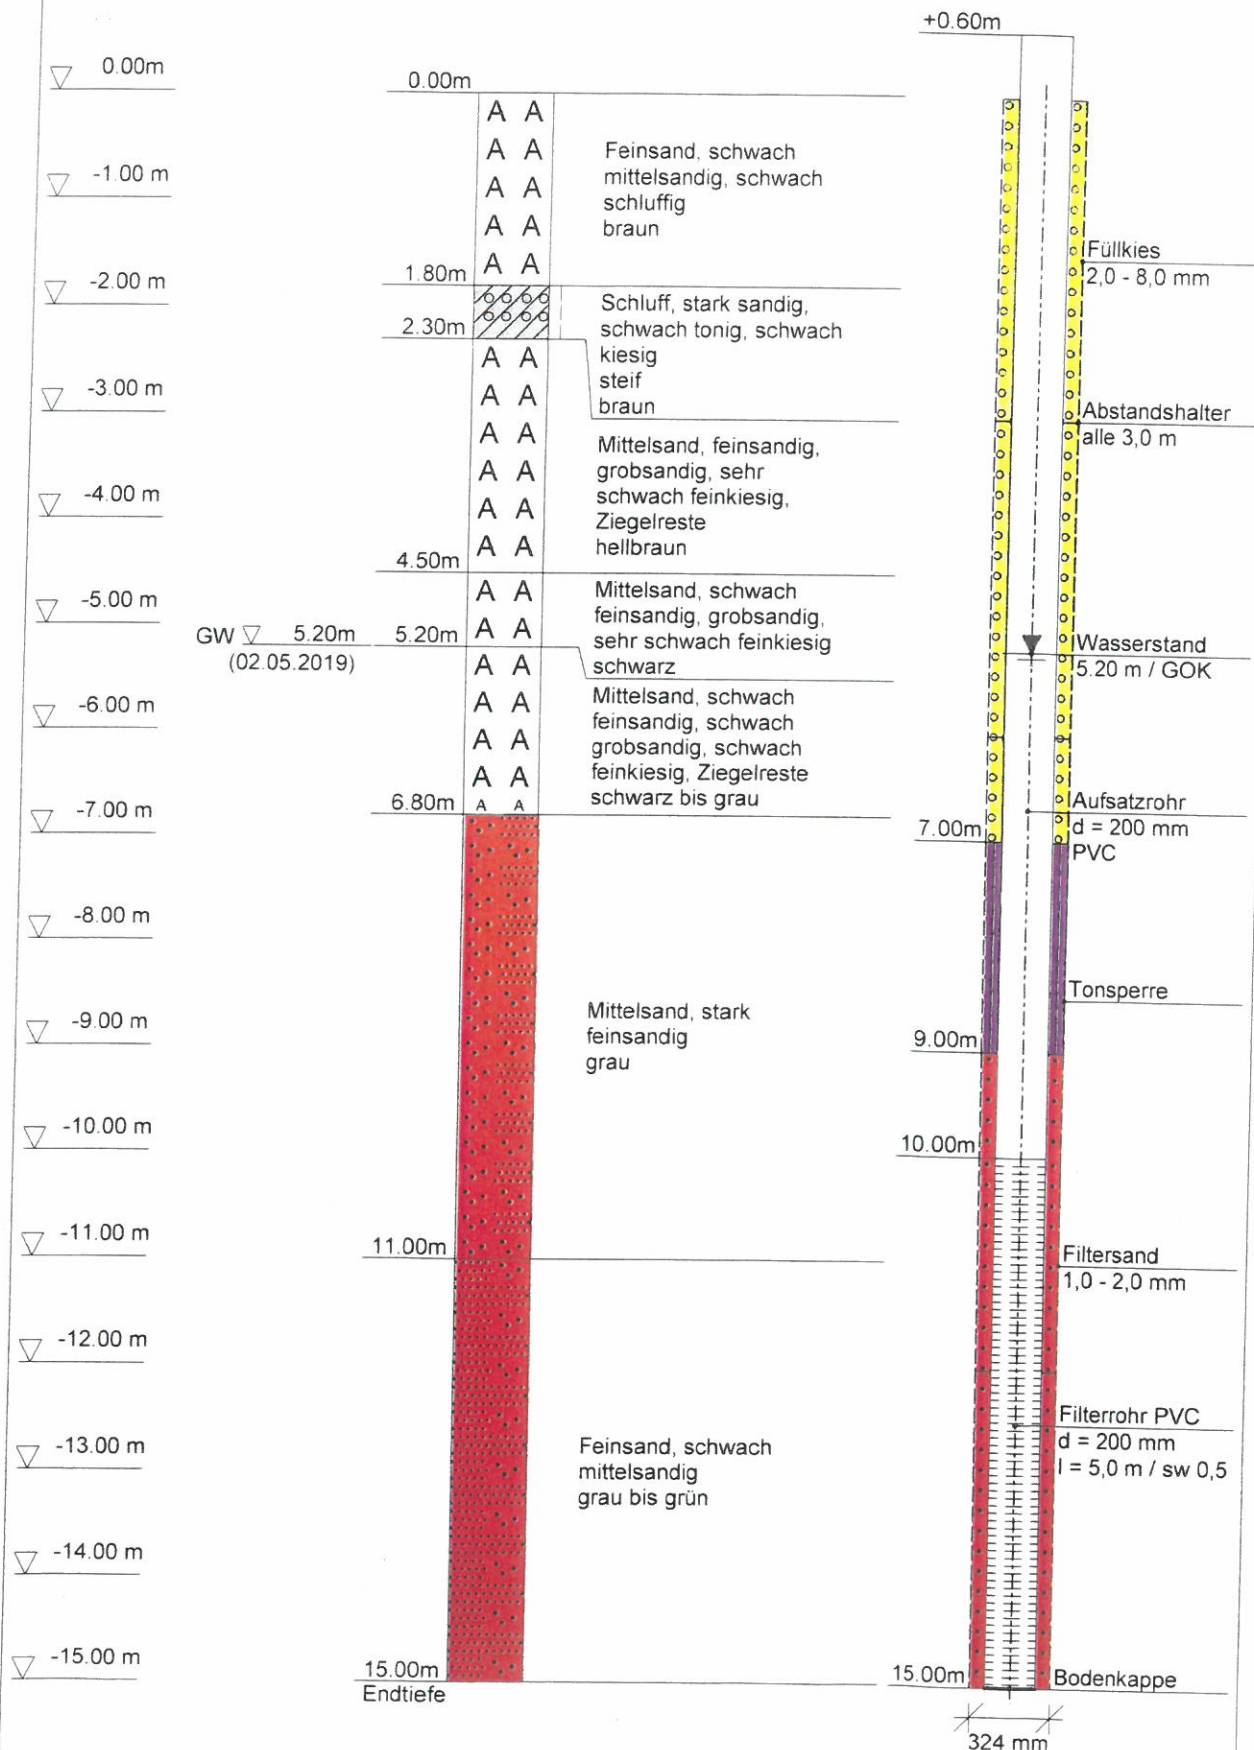 0.00m
-1.00 m
-2.00 m
-3.00 m
-4.00 m
-5.00 m
-6.00 m
-7.00 m
-8.00 m
-9.00 m
-10.00 m
-11.00 m
-12.00 m
-13.00 m
-14.00 m
-15.00 m
GW 5.20m
(02.05.2019)
0.00m
A A
A A
A A
A A
A A
Feinsand, schwach
mittelsandig, schwach
schluffig
braun
1.80m
Schluff, stark sandig,
schwach tonig, schwach
kiesig
steif
braun
2.30m
A A
A A
A A
A A
A A
A A
Mittelsand, feinsandig,
grobsandig, sehr
schwach feinkiesig,
Ziegelreste
hellbraun
4.50m
A A
A A
Mittelsand, schwach
feinsandig, grobsandig,
sehr schwach feinkiesig
schwarz
5.20m
A A
A A
A A
A A
A A
Mittelsand, schwach
feinsandig, schwach
grobsandig, schwach
feinkiesig, Ziegelreste
schwarz bis grau
6.80m
Mittelsand, stark
feinsandig
grau
11.00m
Feinsand, schwach
mittelsandig
grau bis grün
15.00m
Endtiefe
+0.60m
Füllkies
2,0 - 8,0 mm
Abstandshalter
alle 3,0 m
Wasserstand
5.20 m / GOK
Aufsatzrohr
d = 200 mm
PVC
7.00m
Tonsperre
9.00m
10.00m
Filtersand
1,0 - 2,0 mm
Filterrohr PVC
d = 200 mm
l = 5,0 m / sw 0,5
15.00m
Bodenkappe
324 mm